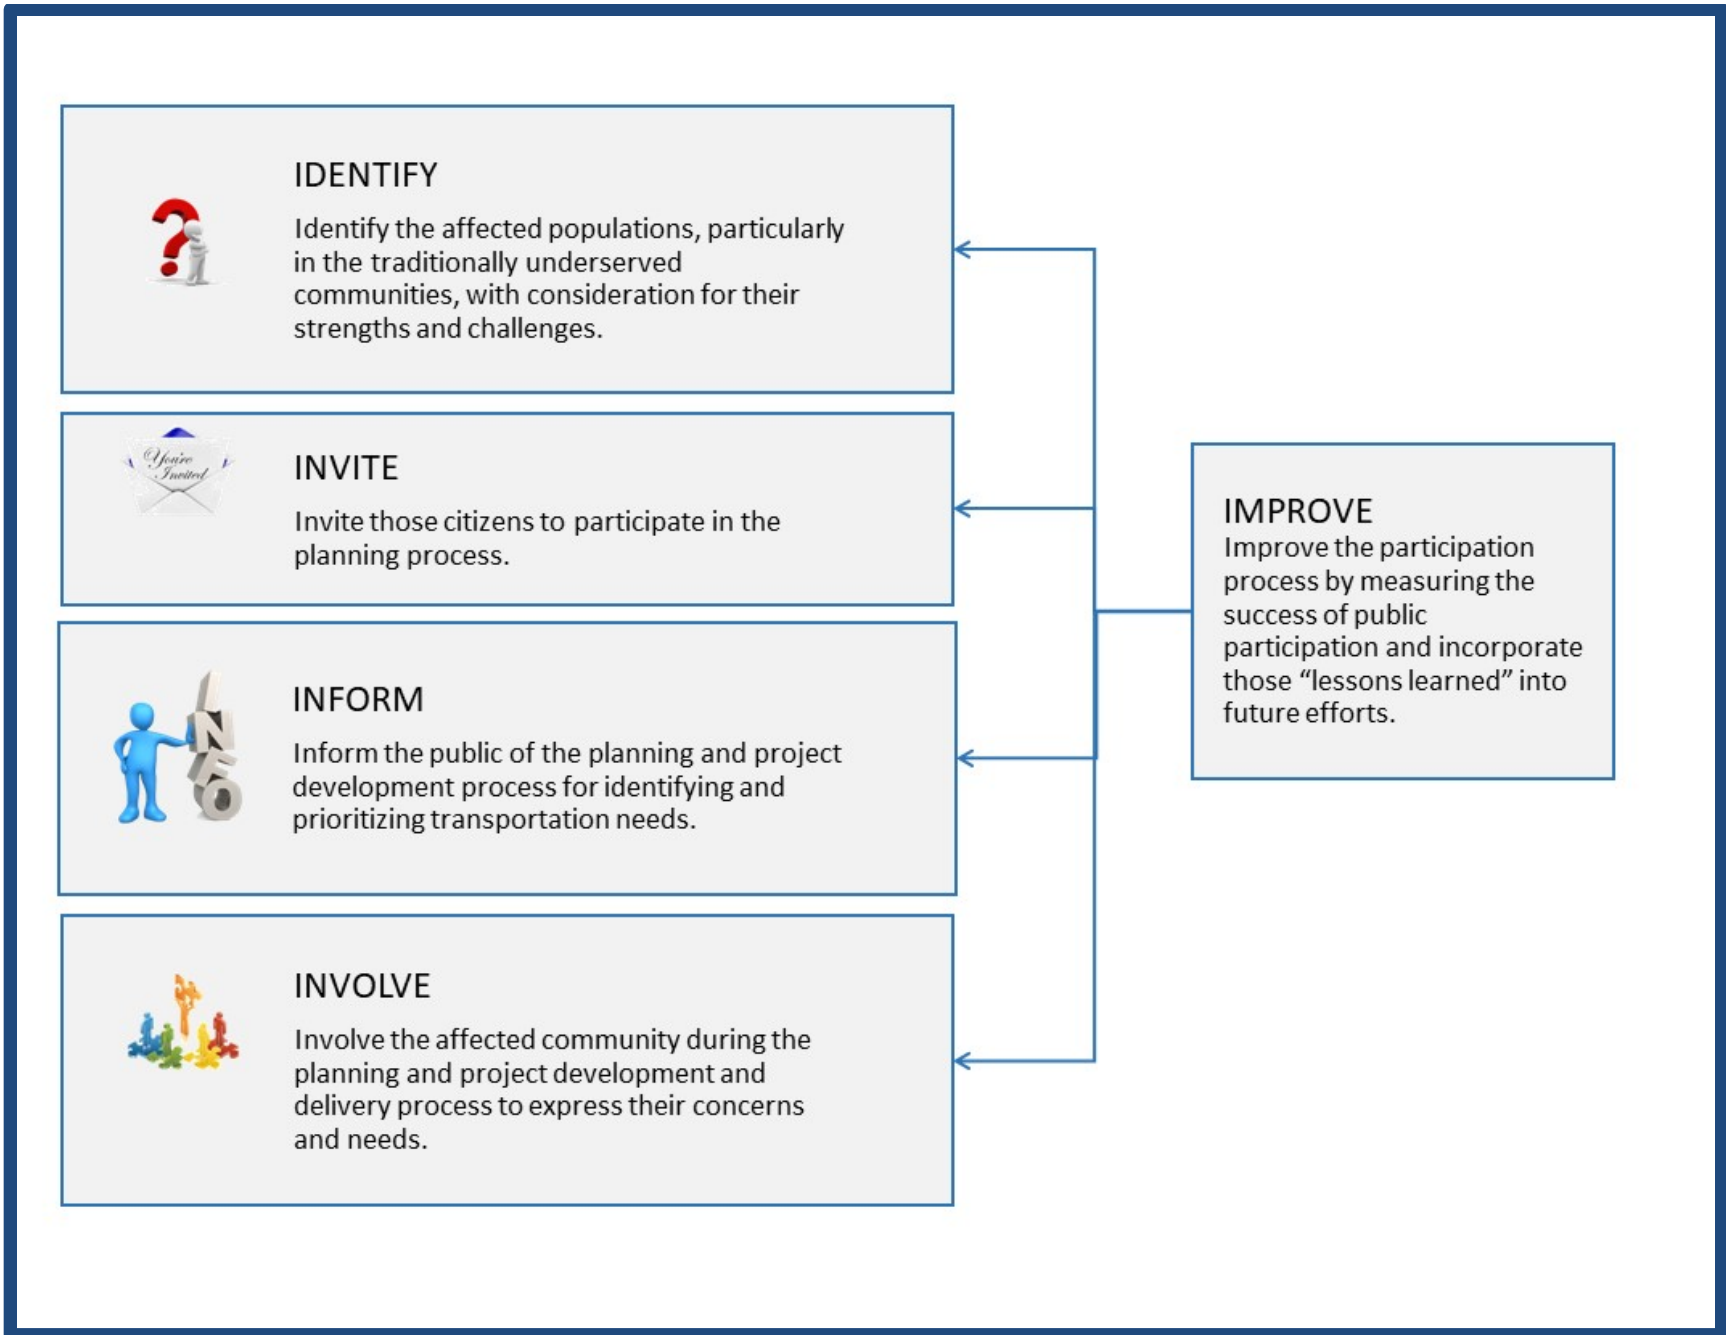 IDENTIFY
Identify the affected populations, particularly
in the traditionally underserved
communities, with consideration for their
strengths and challenges.
You're
Invited
INVITE
Invite those citizens to participate in the
planning process.
INFO
INFORM
Inform the public of the planning and project
development process for identifying and
prioritizing transportation needs.
INVOLVE
Involve the affected community during the
planning and project development and
delivery process to express their concerns
and needs.
IMPROVE
Improve the participation
process by measuring the
success of public
participation and incorporate
those “lessons learned” into
future efforts.